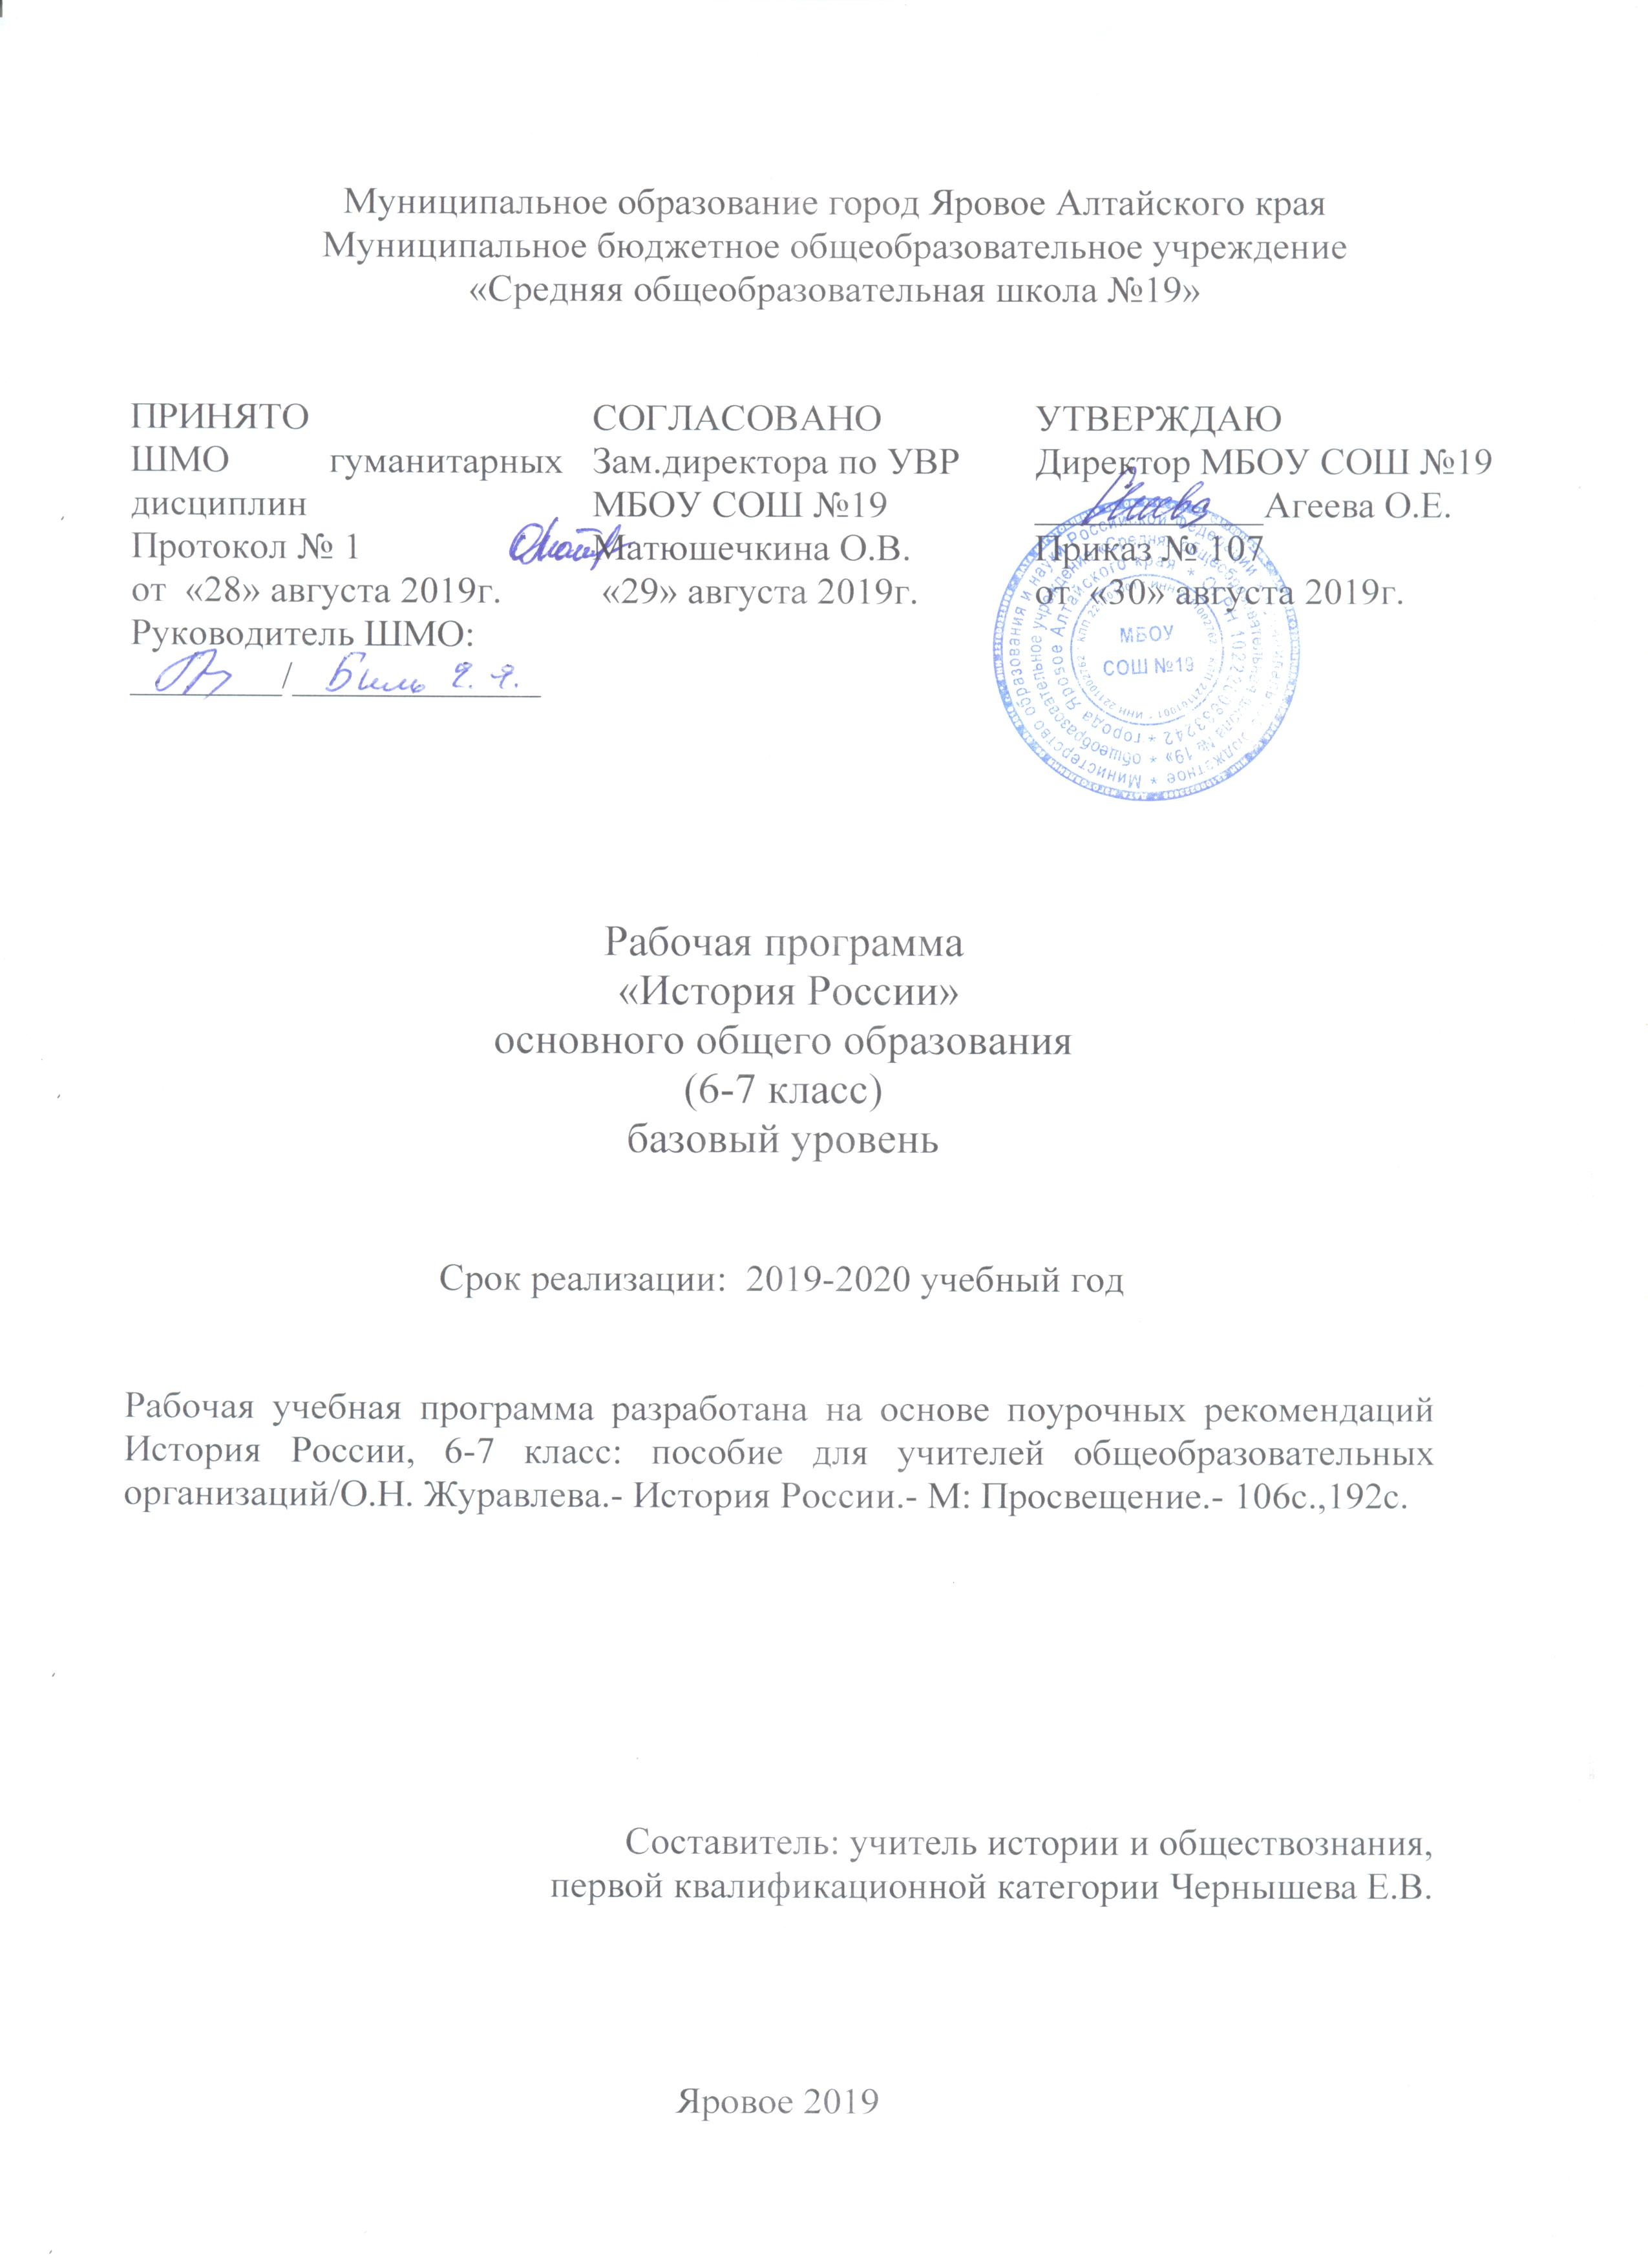 Муниципальное образование город Яровое Алтайского края
Муниципальное бюджетное общеобразовательное учреждение
«Средняя общеобразовательная школа №19»
ПРИНЯТО
ШМО гуманитарных
дисциплин
Протокол № 1
от «28» августа 2019г.
Руководитель ШМО:
___________/__________________
СОГЛАСОВАНО
Зам.директора по УВР
МБОУ СОШ №19
Матюшечкина О.В.
«29» августа 2019г.
УТВЕРЖДАЮ
Директор МБОУ СОШ №19
____________Агеева О.Е.
Приказ № 107
от «30» августа 2019г.
МБОУ
СОШ №19
Рабочая программа
«История России»
основного общего образования
(6-7 класс)
базовый уровень
Срок реализации: 2019-2020 учебный год
Рабочая учебная программа разработана на основе поурочных рекомендаций
История России, 6-7 класс: пособие для учителей общеобразовательных
организаций/О.Н. Журавлева.- История России.- М: Просвещение.- 106с.,192с.
Составитель: учитель истории и обществознания,
первой квалификационной категории Чернышева Е.В.
Яровое 2019